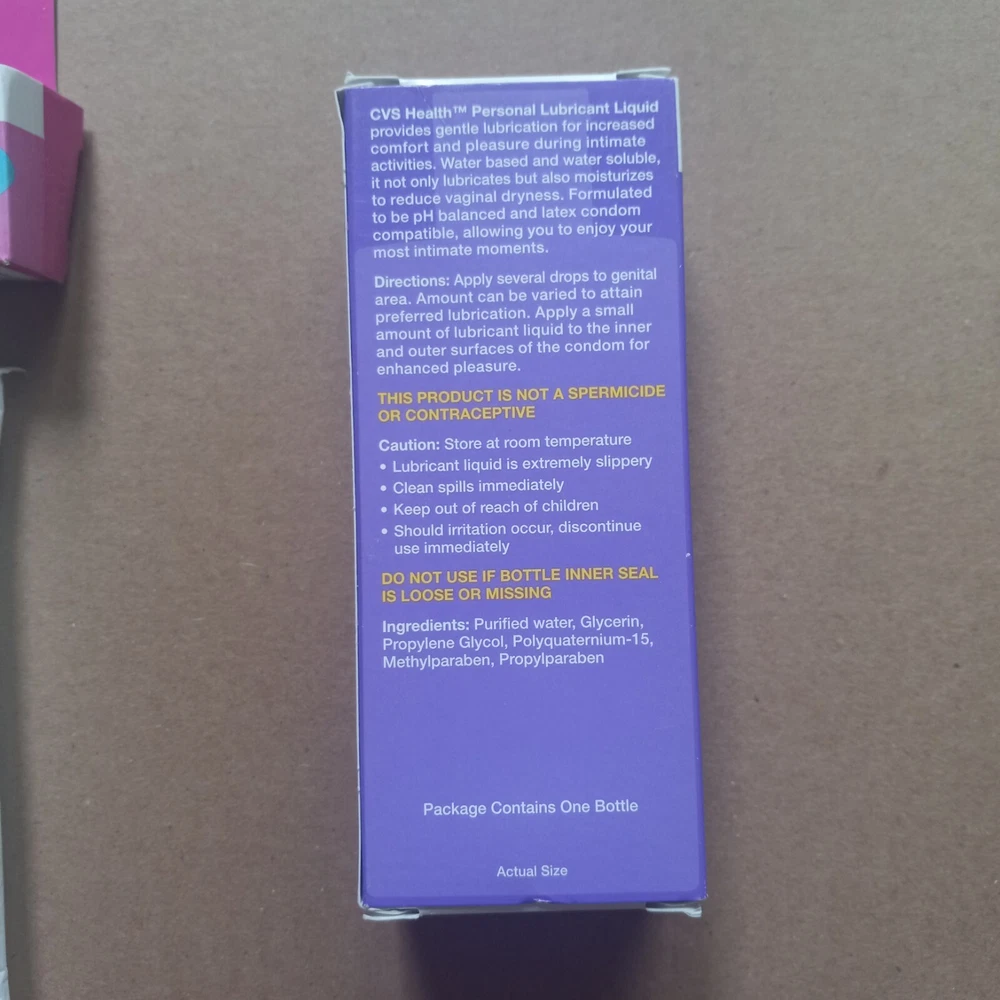 CVS Health™ Personal Lubricant Liquid
provides gentle lubrication for increased
comfort and pleasure during intimate
activities. Water based and water soluble,
it not only lubricates but also moisturizes
to reduce vaginal dryness. Formulated
to be pH balanced and latex condom
compatible, allowing you to enjoy your
most intimate moments.
Directions: Apply several drops to genital
area. Amount can be varied to attain
preferred lubrication. Apply a small
amount of lubricant liquid to the inner
and outer surfaces of the condom for
enhanced pleasure.
THIS PRODUCT IS NOT A SPERMICIDE
OR CONTRACEPTIVE
Caution: Store at room temperature
• Lubricant liquid is extremely slippery
• Clean spills immediately
• Keep out of reach of children
• Should irritation occur, discontinue
use immediately
DO NOT USE IF BOTTLE INNER SEAL
IS LOOSE OR MISSING
Ingredients: Purified water, Glycerin,
Propylene Glycol, Polyquaternium-15,
Methylparaben, Propylparaben
Package Contains One Bottle
Actual Size